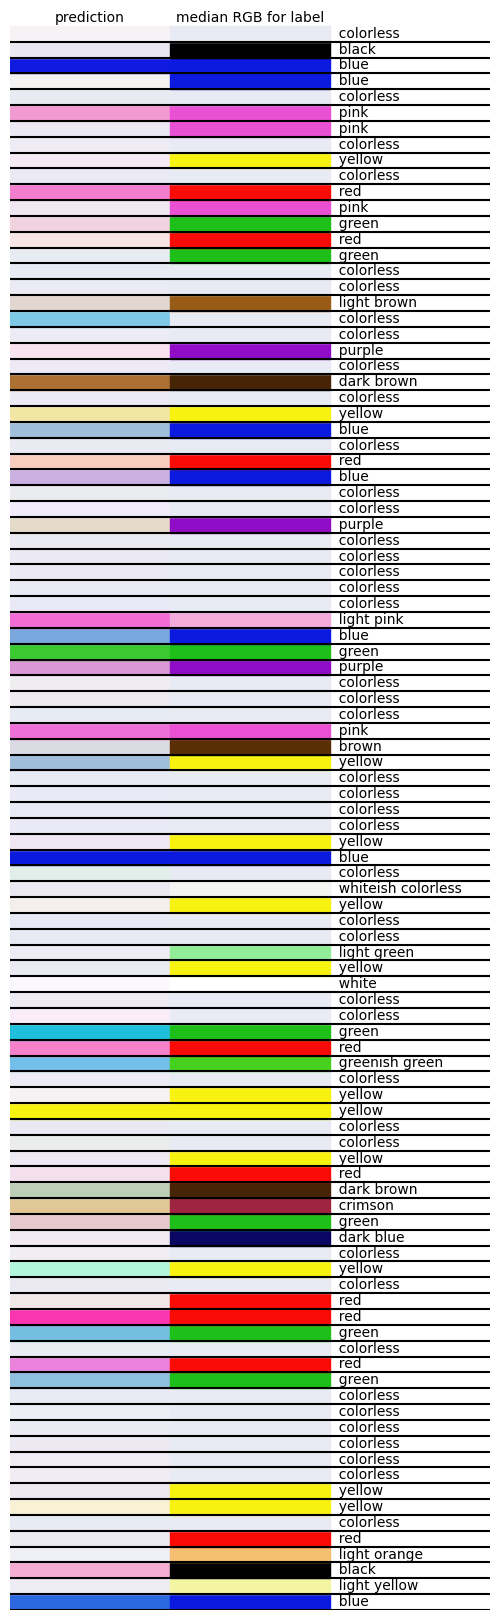 prediction median RGB for label
colorless
black
blue
blue
colorless
pink
pink
colorless
yellow
colorless
red
pink
green
red
green
colorless
colorless
light brown
colorless
colorless
purple
colorless
dark brown
colorless
yellow
blue
colorless
red
blue
colorless
colorless
purple
colorless
colorless
colorless
colorless
colorless
light pink
blue
green
purple
colorless
colorless
colorless
pink
brown
yellow
colorless
colorless
colorless
colorless
yellow
blue
colorless
whiteish colorless
yellow
colorless
colorless
light green
yellow
white
colorless
colorless
green
red
greenish green
colorless
yellow
yellow
colorless
colorless
yellow
red
dark brown
crimson
green
dark blue
colorless
yellow
colorless
red
red
green
colorless
red
green
colorless
colorless
colorless
colorless
colorless
colorless
yellow
yellow
colorless
red
light orange
black
light yellow
blue